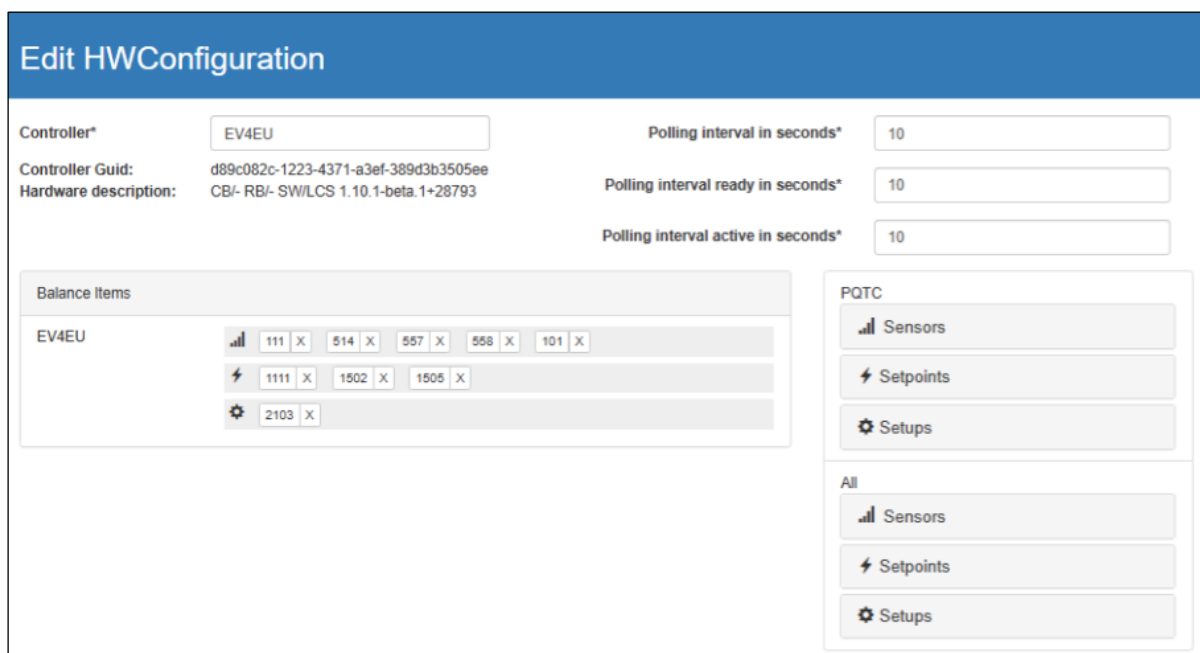 Edit HWConfiguration
Controller* EV4EU
Controller Guid: d89c082c-1223-4371-a3ef-389d3b3505ee
Hardware description: CB/- RB/- SW/LCS 1.10.1-beta.1+28793
Polling interval in seconds* 10
Polling interval ready in seconds* 10
Polling interval active in seconds* 10
Balance Items
EV4EU
111 X 514 X 557 X 558 X 101 X
1111 X 1502 X 1505 X
2103 X
PQTC
Sensors
Setpoints
Setups
All
Sensors
Setpoints
Setups